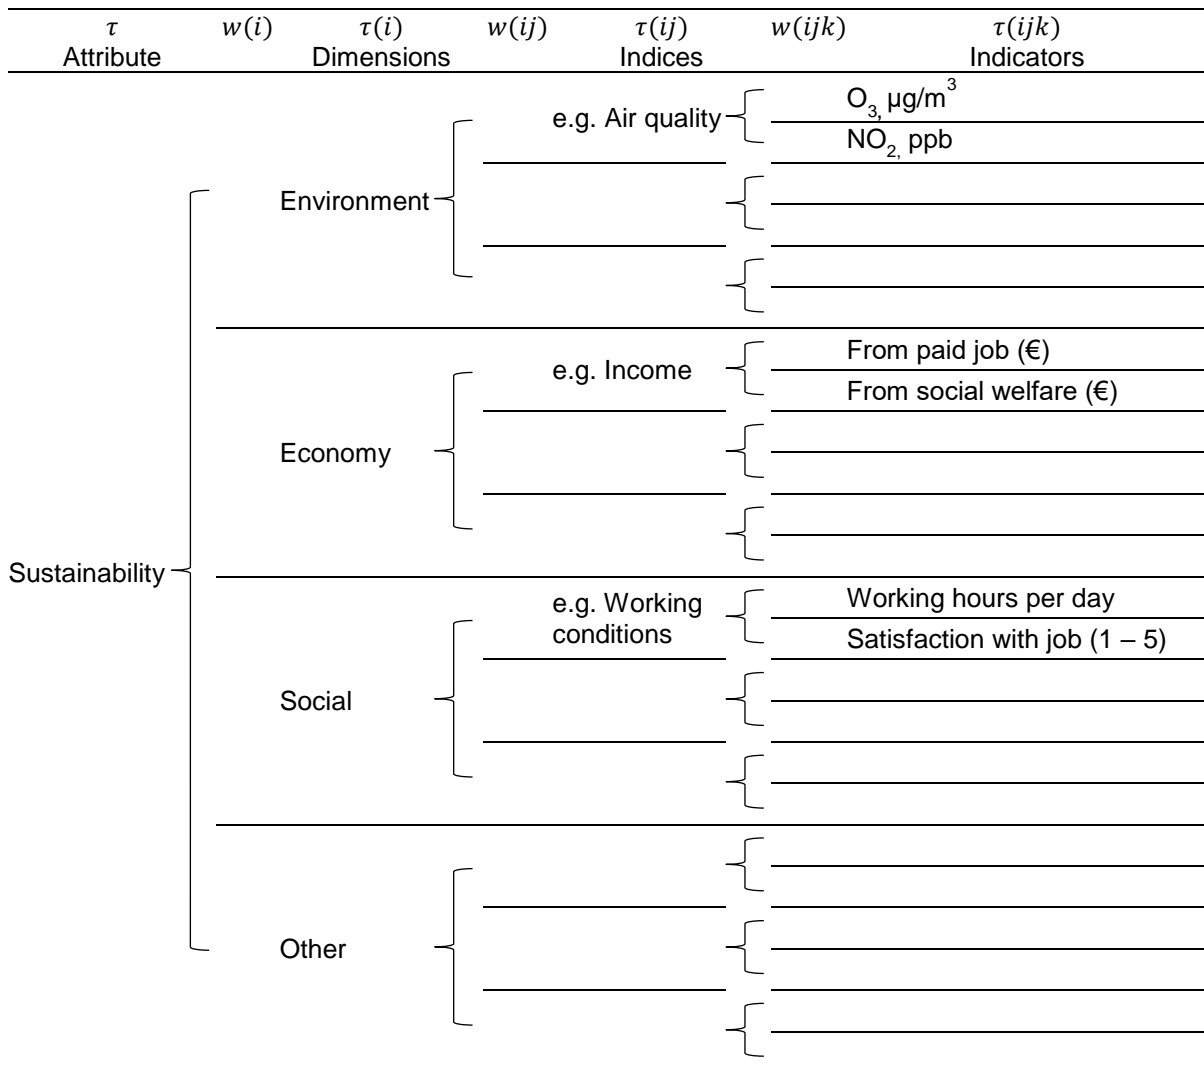 τ w(i) τ(i) w(ij) τ(ij) w(ijk) τ(ijk)
Attribute Dimensions Indices Indicators
O3, µg/m3
e.g. Air quality
NO2, ppb
Environment
From paid job (€)
e.g. Income
From social welfare (€)
Economy
Sustainability
e.g. Working
conditions
Working hours per day
Satisfaction with job (1 – 5)
Social
Other